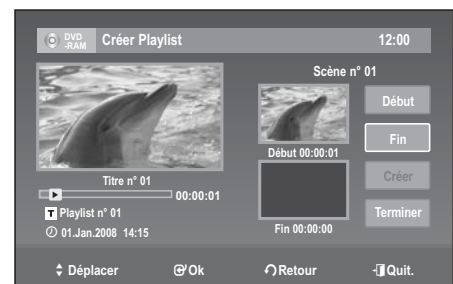 DVD-RAM Créer Playlist 12:00
Scène n° 01
Début
Début 00:00:01
Fin
Titre n° 01
00:00:01
Créer
T Playlist n° 01
01.Jan.2008 14:15
Fin 00:00:00
Terminer
Déplacer Ok Retour Quit.